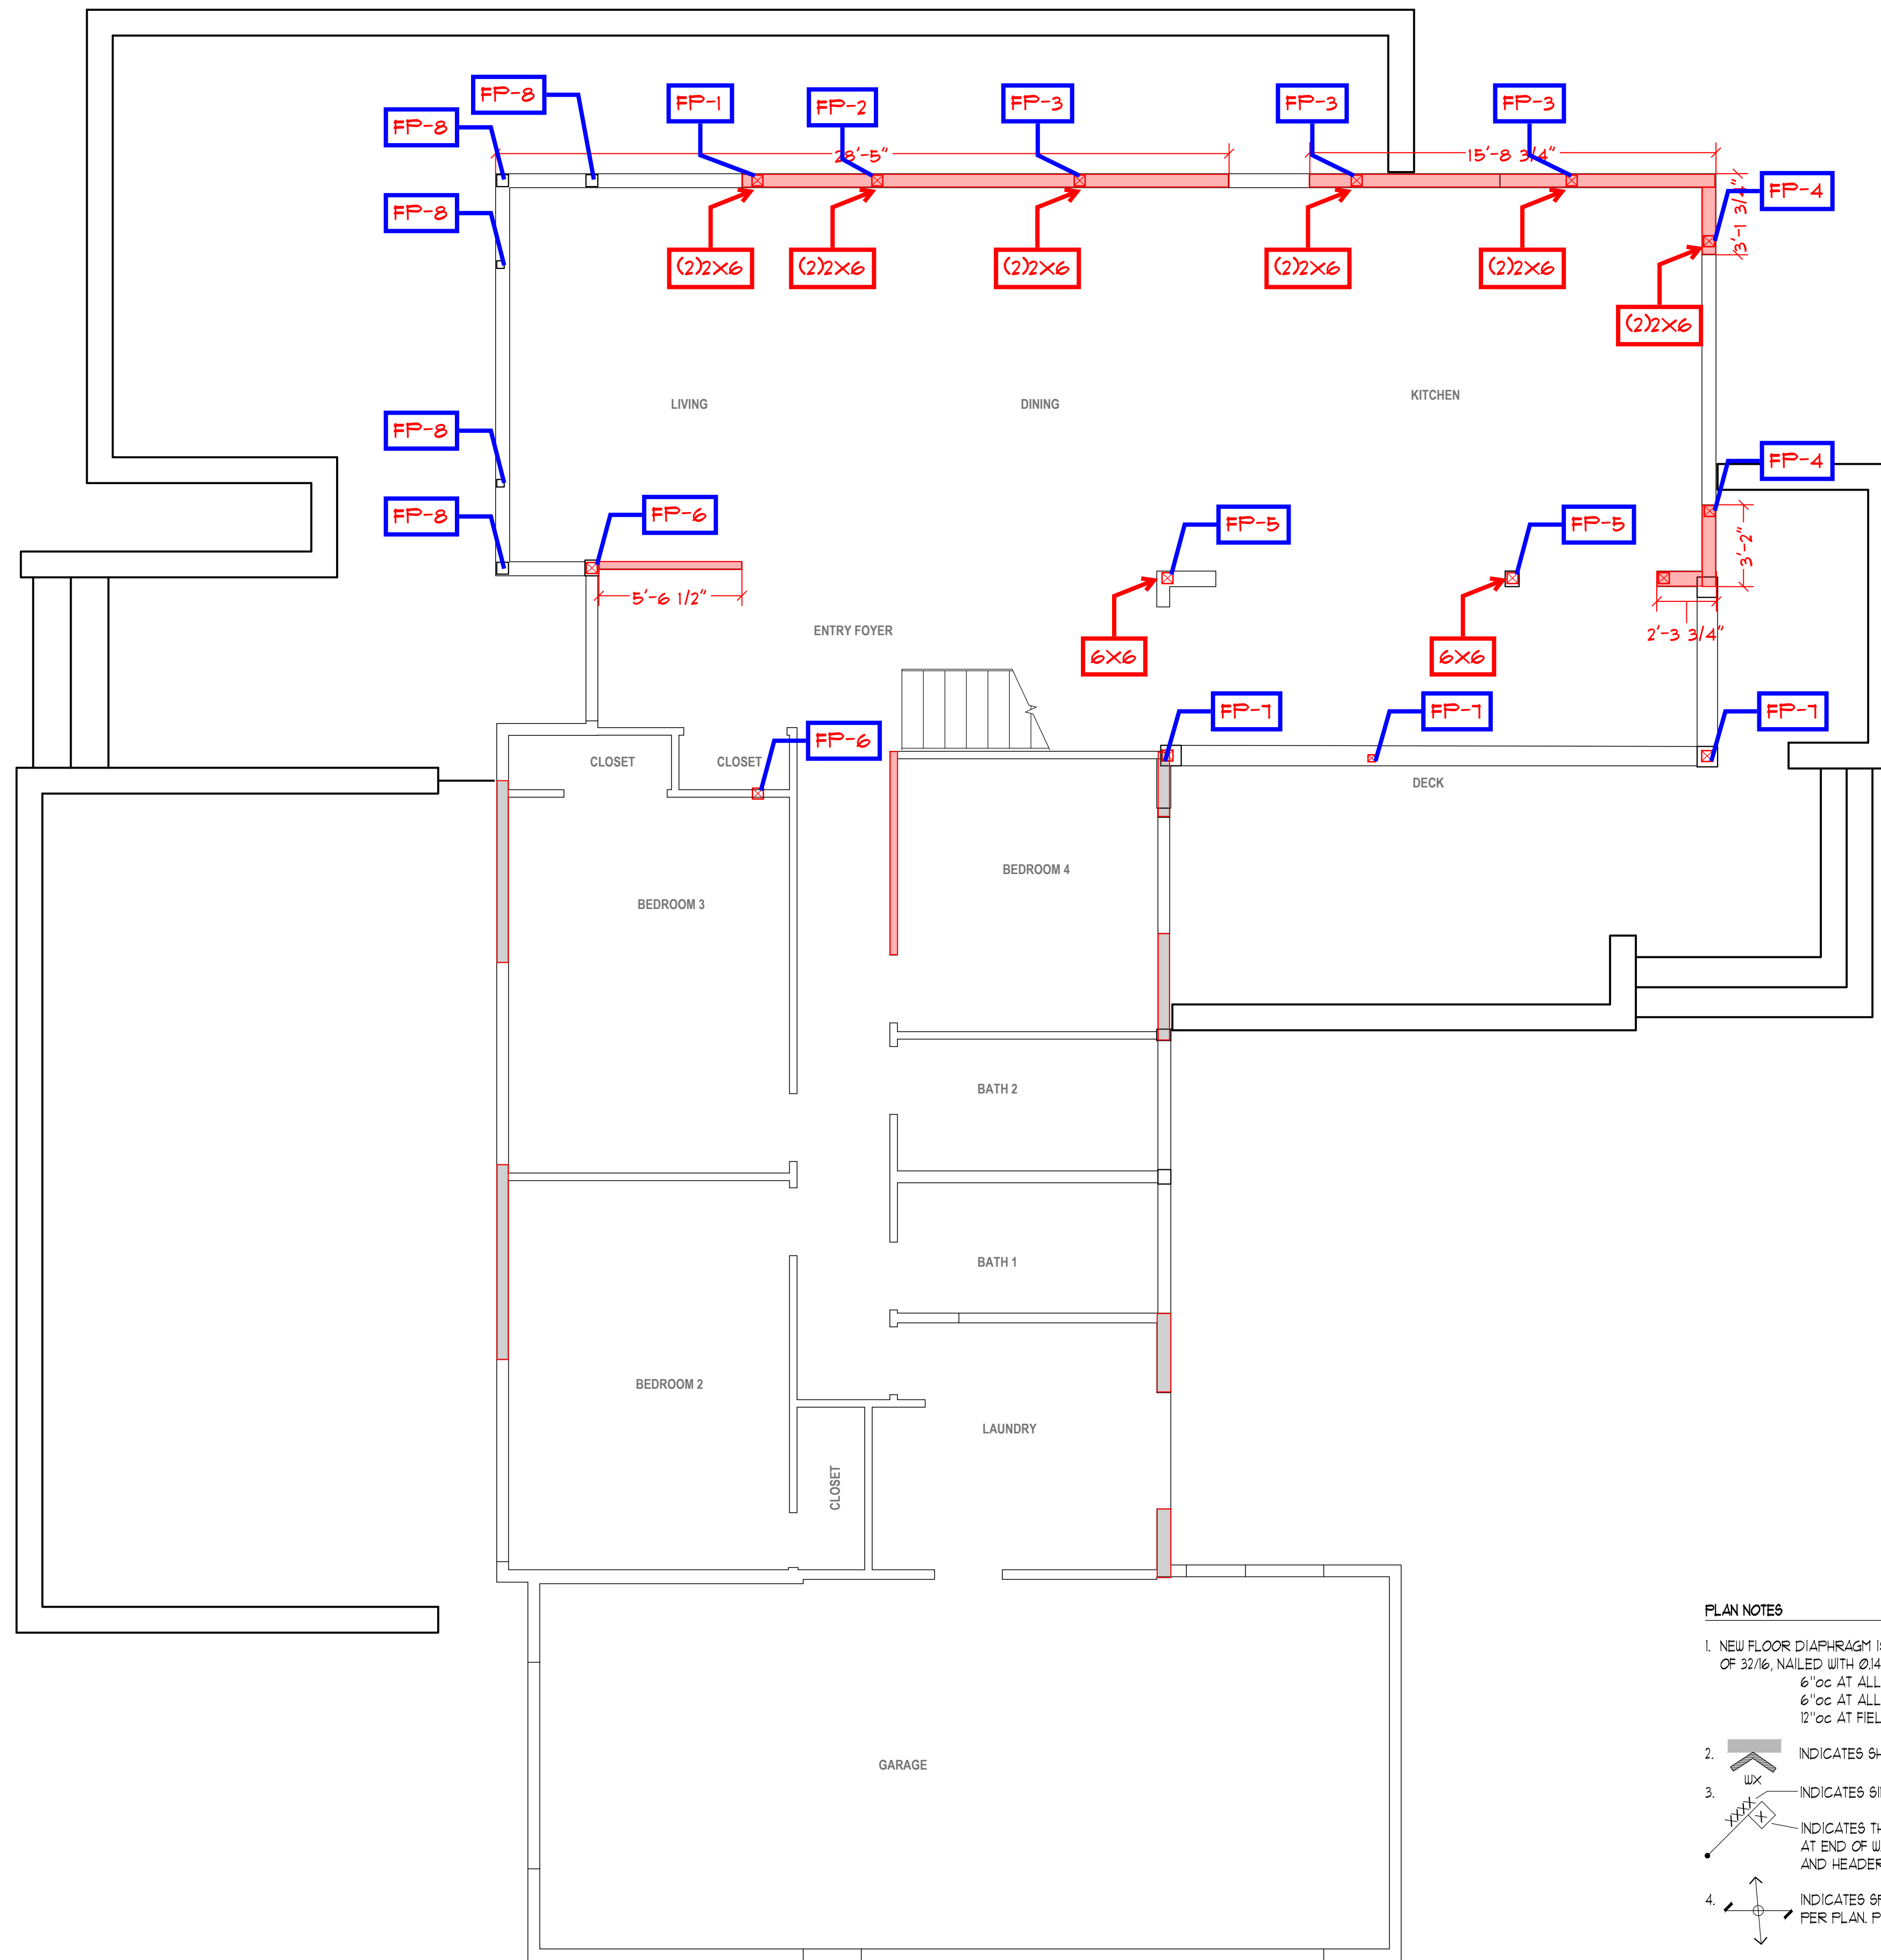 FP-8
FP-1
FP-2
FP-3
FP-3
FP-3
FP-8
28'-5"
15'-8 3/4"
FP-4
FP-8
3'-1 3/4"
(2)2X6
(2)2X6
(2)2X6
(2)2X6
(2)2X6
(2)2X6
KITCHEN
LIVING
DINING
FP-8
FP-4
FP-8
FP-6
FP-5
FP-5
3'-2"
5'-6 1/2"
ENTRY FOYER
2'-3 3/4"
6X6
6X6
FP-7
FP-7
FP-7
FP-6
CLOSET
CLOSET
DECK
BEDROOM 4
BEDROOM 3
BATH 2
BATH 1
BEDROOM 2
LAUNDRY
CLOSET
GARAGE
PLAN NOTES
1. NEW FLOOR DIAPHRAGM
OF 32/16, NAILED WITH
6"oc AT ALL
6"oc AT ALL
12"oc AT
2. INDICATES
WX
3. INDICATES
XXXX
X
INDICATES
AT END OF
AND HEADER
4. INDICATES
PER PLAN.